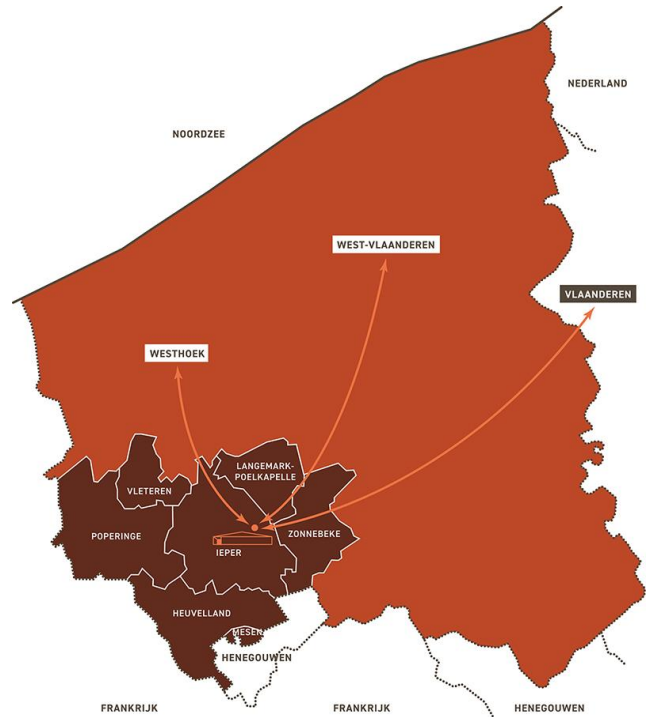 NEDERLAND
NOORDZEE
WEST-VLAANDEREN
VLAANDEREN
WESTHOEK
LANGEMARK-
POELKAPELLE
VLETEREN
POPERINGE
ZONNEBEKE
IEPER
HEUVELLAND
MESEN
HENEGOUWEN
FRANKRIJK
FRANKRIJK
HENEGOUWEN